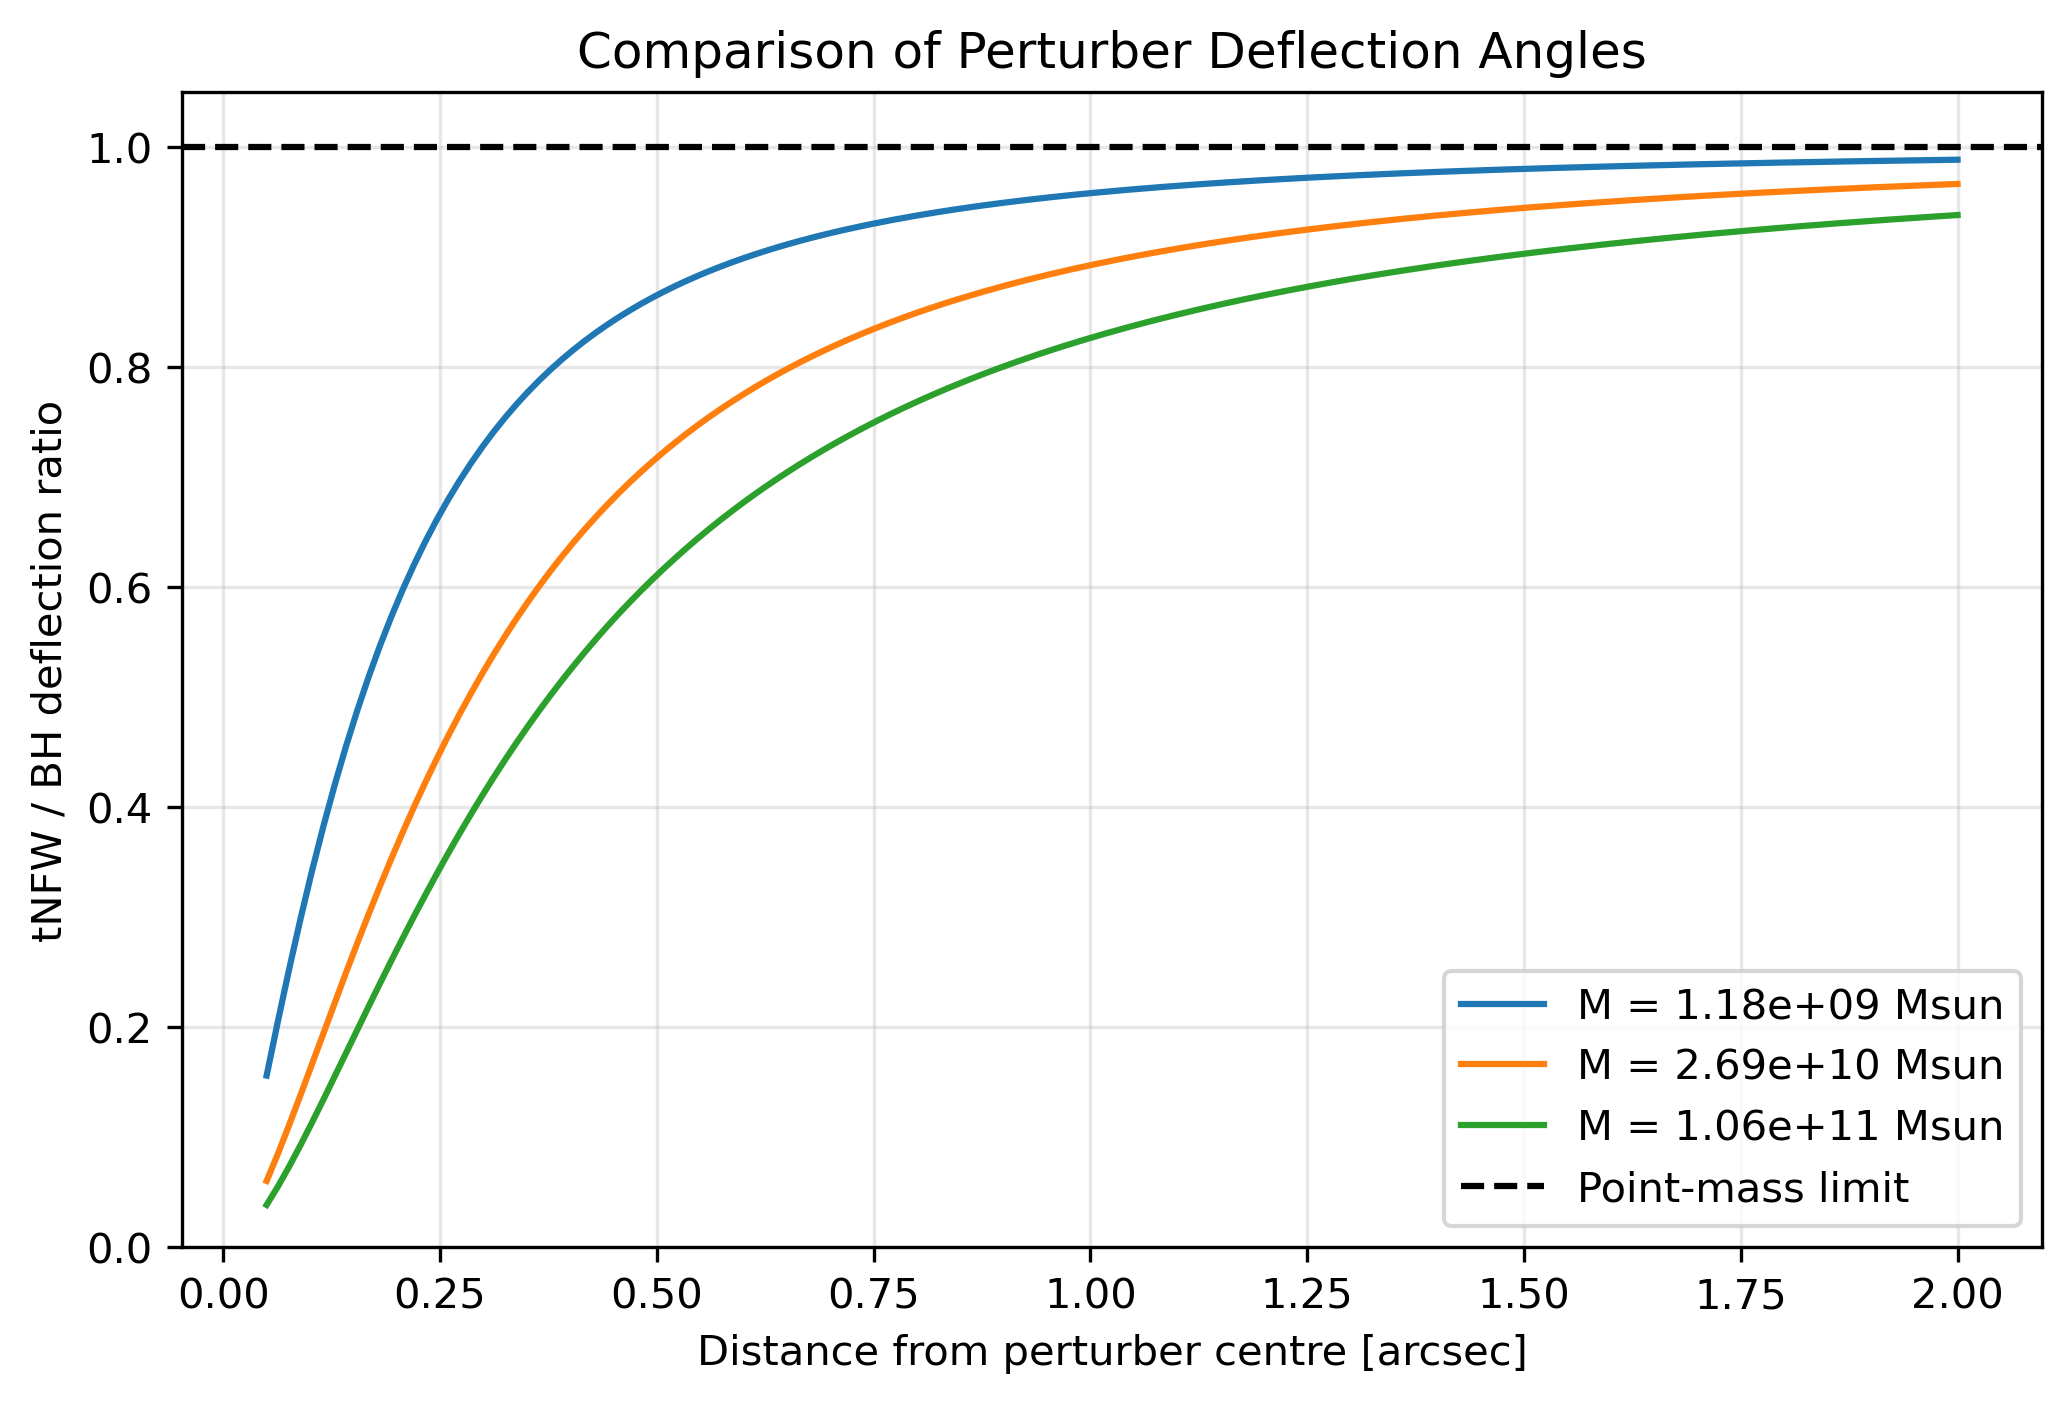 Comparison of Perturber Deflection Angles
tNFW / BH deflection ratio
1.0
0.8
0.6
0.4
0.2
0.0
0.00 0.25 0.50 0.75 1.00 1.25 1.50 1.75 2.00
Distance from perturber centre [arcsec]
M = 1.18e+09 Msun
M = 2.69e+10 Msun
M = 1.06e+11 Msun
Point-mass limit